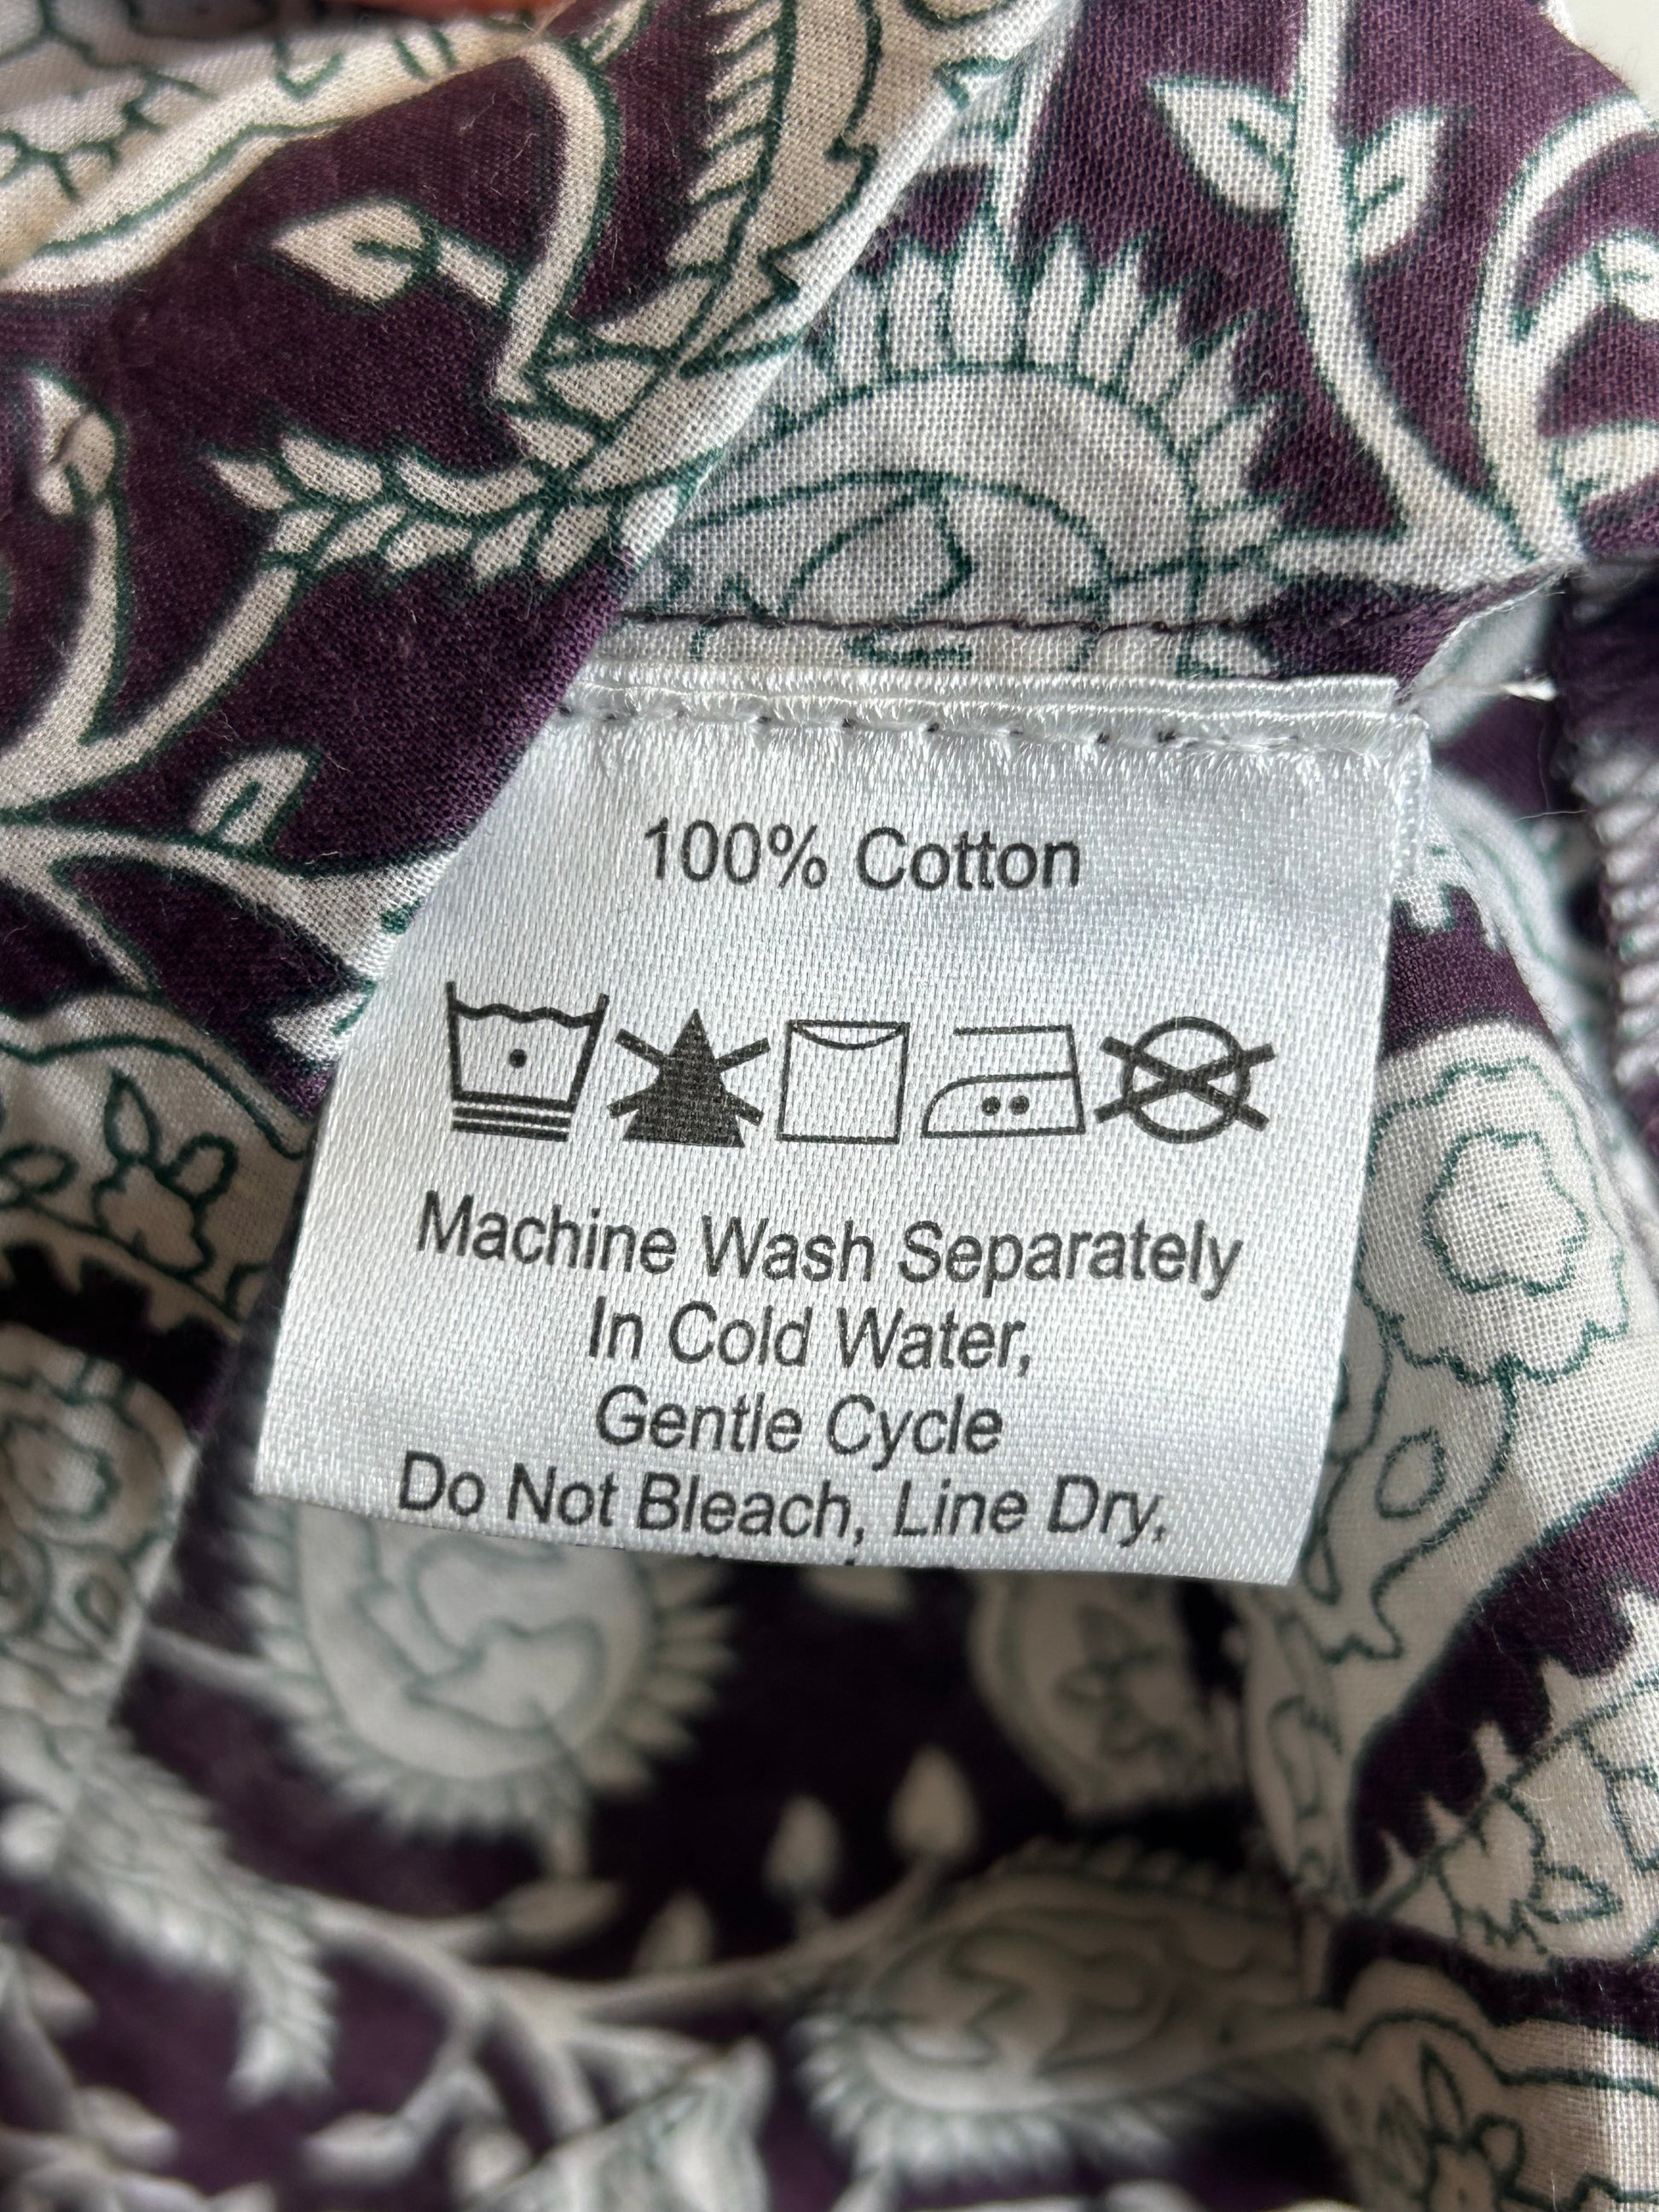 100% Cotton
Machine Wash Separately
In Cold Water,
Gentle Cycle
Do Not Bleach, Line Dry,